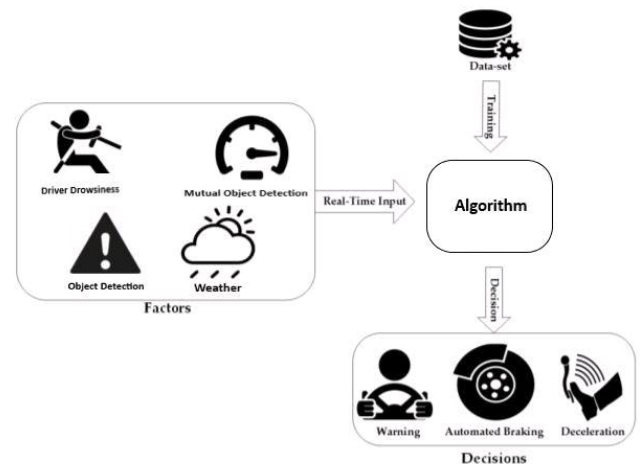 Data-set
Training
Driver Drowsiness
Mutual Object Detection
Real-Time Input
Algorithm
Object Detection
Weather
Factors
Decision
Warning
Automated Braking
Deceleration
Decisions